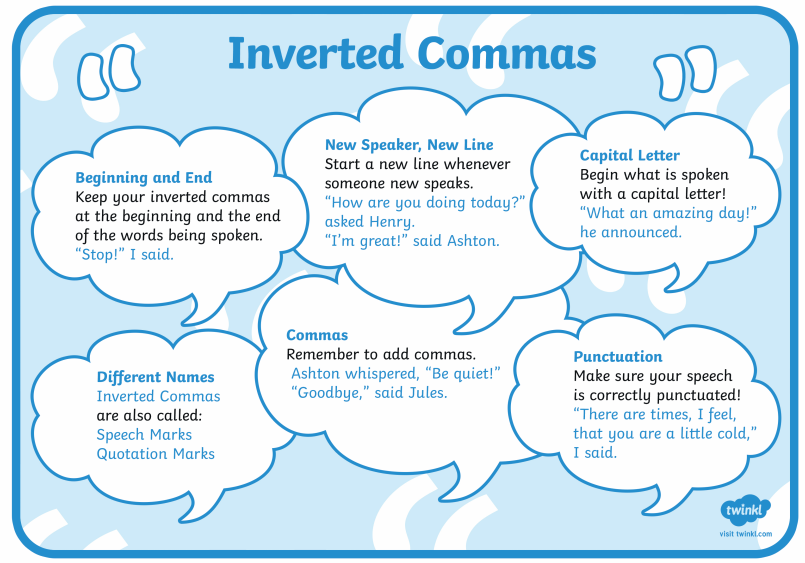 Inverted Commas
Beginning and End
Keep your inverted commas
at the beginning and the end
of the words being spoken.
“Stop!” I said.
New Speaker, New Line
Start a new line whenever
someone new speaks.
“How are you doing today?”
asked Henry.
“I’m great!” said Ashton.
Capital Letter
Begin what is spoken
with a capital letter!
“What an amazing day!”
he announced.
Different Names
Inverted Commas
are also called:
Speech Marks
Quotation Marks
Commas
Remember to add commas.
Ashton whispered, “Be quiet!”
“Goodbye,” said Jules.
Punctuation
Make sure your speech
is correctly punctuated!
“There are times, I feel,
that you are a little cold,”
I said.
twinkl
visit twinkl.com